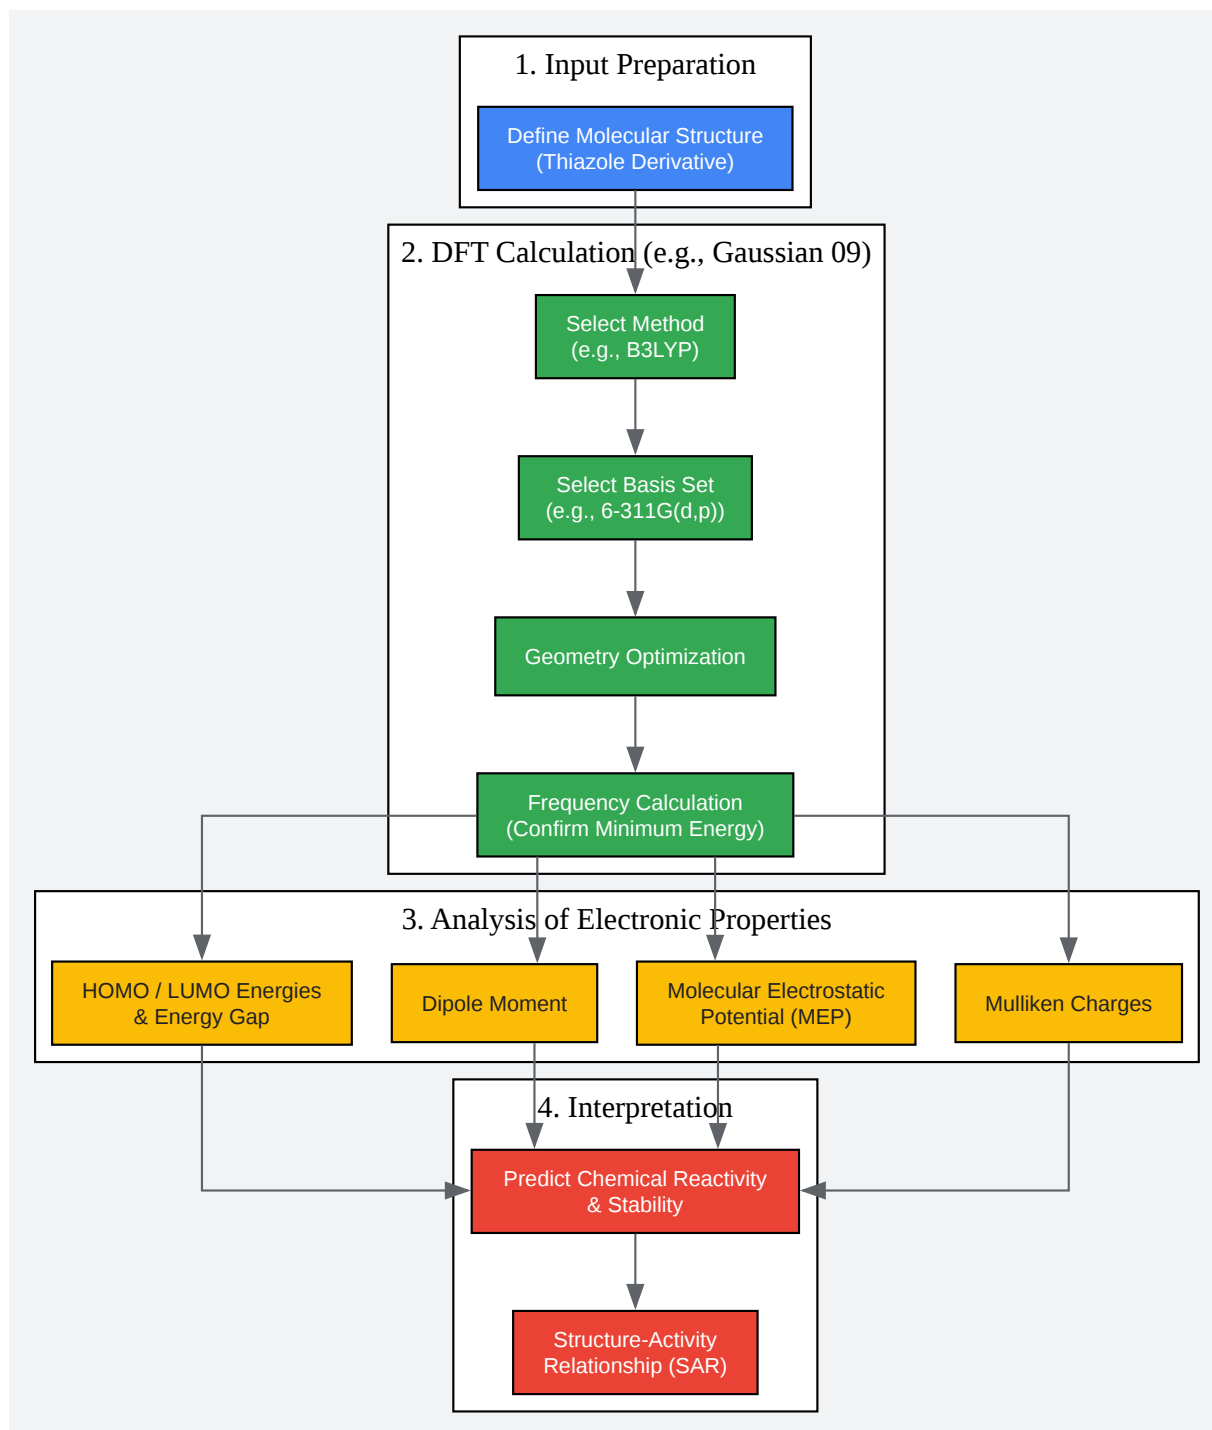 1. Input Preparation
Define Molecular Structure
(Thiazole Derivative)
2. DFT Calculation (e.g., Gaussian 09)
Select Method
(e.g., B3LYP)
Select Basis Set
(e.g., 6-311G(d,p))
Geometry Optimization
Frequency Calculation
(Confirm Minimum Energy)
3. Analysis of Electronic Properties
HOMO / LUMO Energies
& Energy Gap
Dipole Moment
Molecular Electrostatic
Potential (MEP)
Mulliken Charges
4. Interpretation
Predict Chemical Reactivity
& Stability
Structure-Activity
Relationship (SAR)